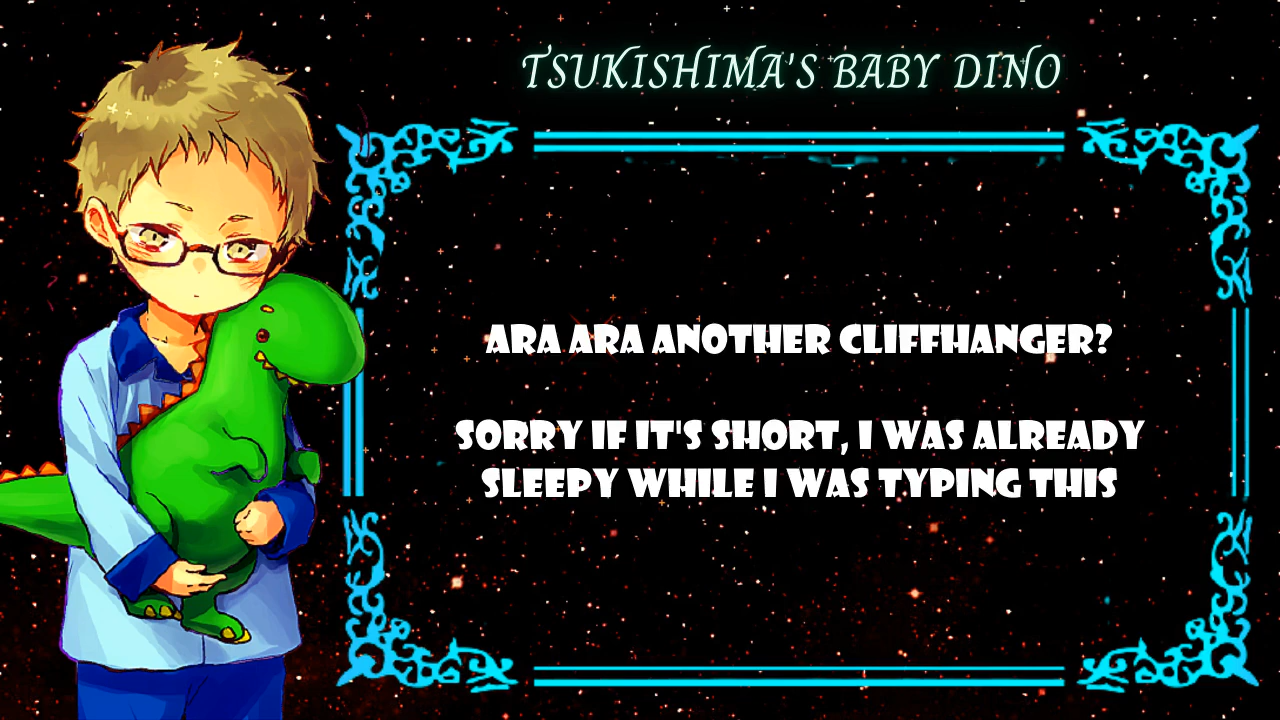 TSUKISHIMA'S BABY DINO
ARA ARA ANOTHER CLIFFHANGER?
SORRY IF IT'S SHORT, I WAS ALREADY
SLEEPY WHILE I WAS TYPING THIS